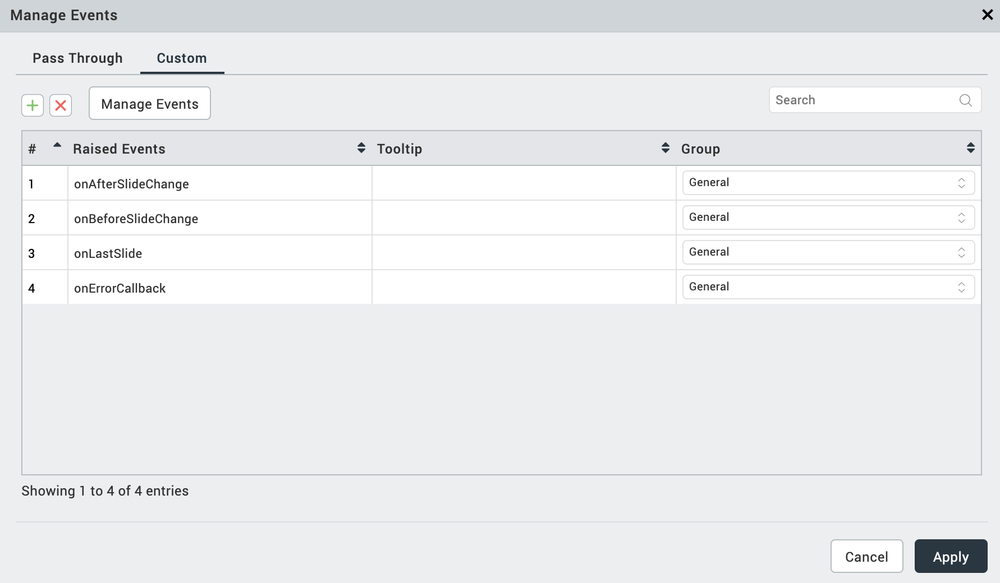 Manage Events
Pass Through Custom
Manage Events Search
# Raised Events Tooltip Group
1 onAfterSlideChange General
2 onBeforeSlideChange General
3 onLastSlide General
4 onErrorCallback General
Showing 1 to 4 of 4 entries
Cancel Apply